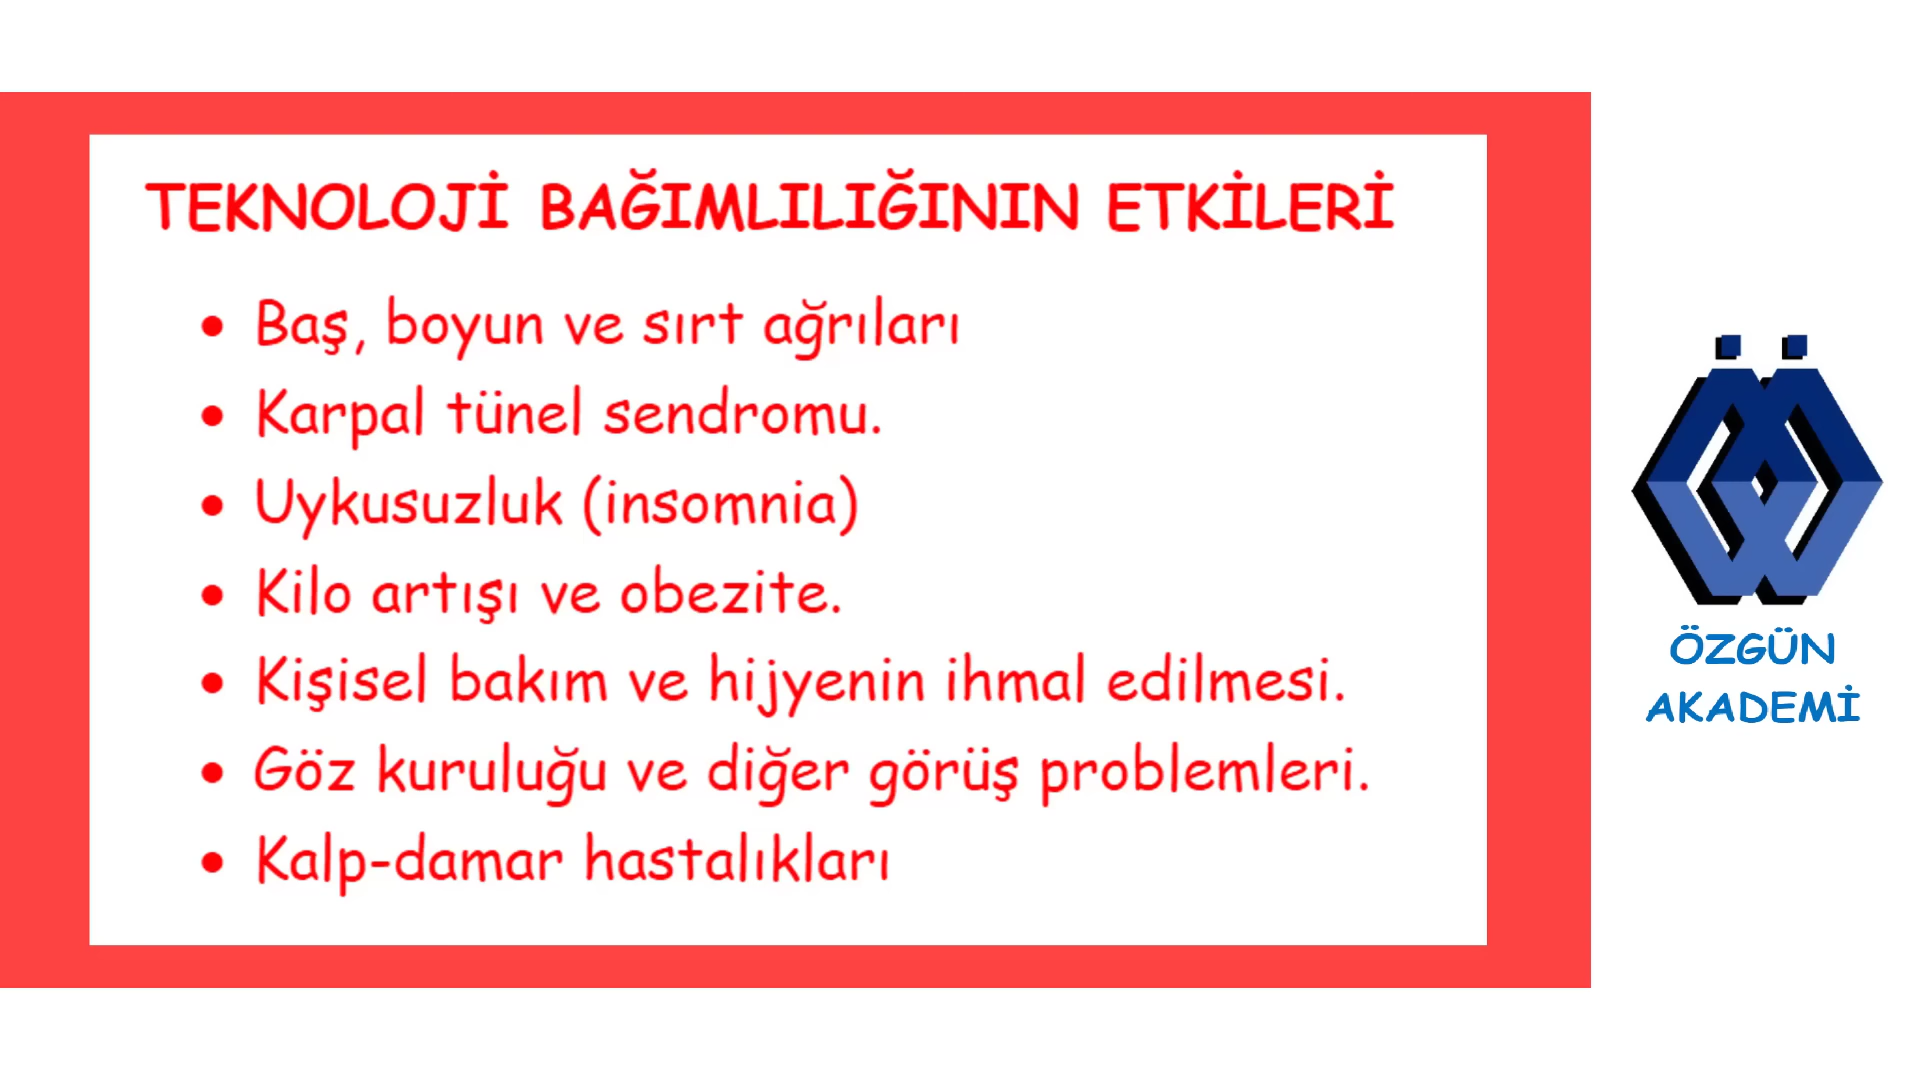 TEKNOLOJİ BAĞIMLILIĞININ ETKİLERİ
• Baş, boyun ve sırt ağrıları
• Karpal tünel sendromu.
• Uykusuzluk (insomnia)
• Kilo artışı ve obezite.
• Kişisel bakım ve hijyenin ihmal edilmesi.
• Göz kuruluğu ve diğer görüş problemleri.
• Kalp-damar hastalıkları
ÖZGÜN
AKADEMİ